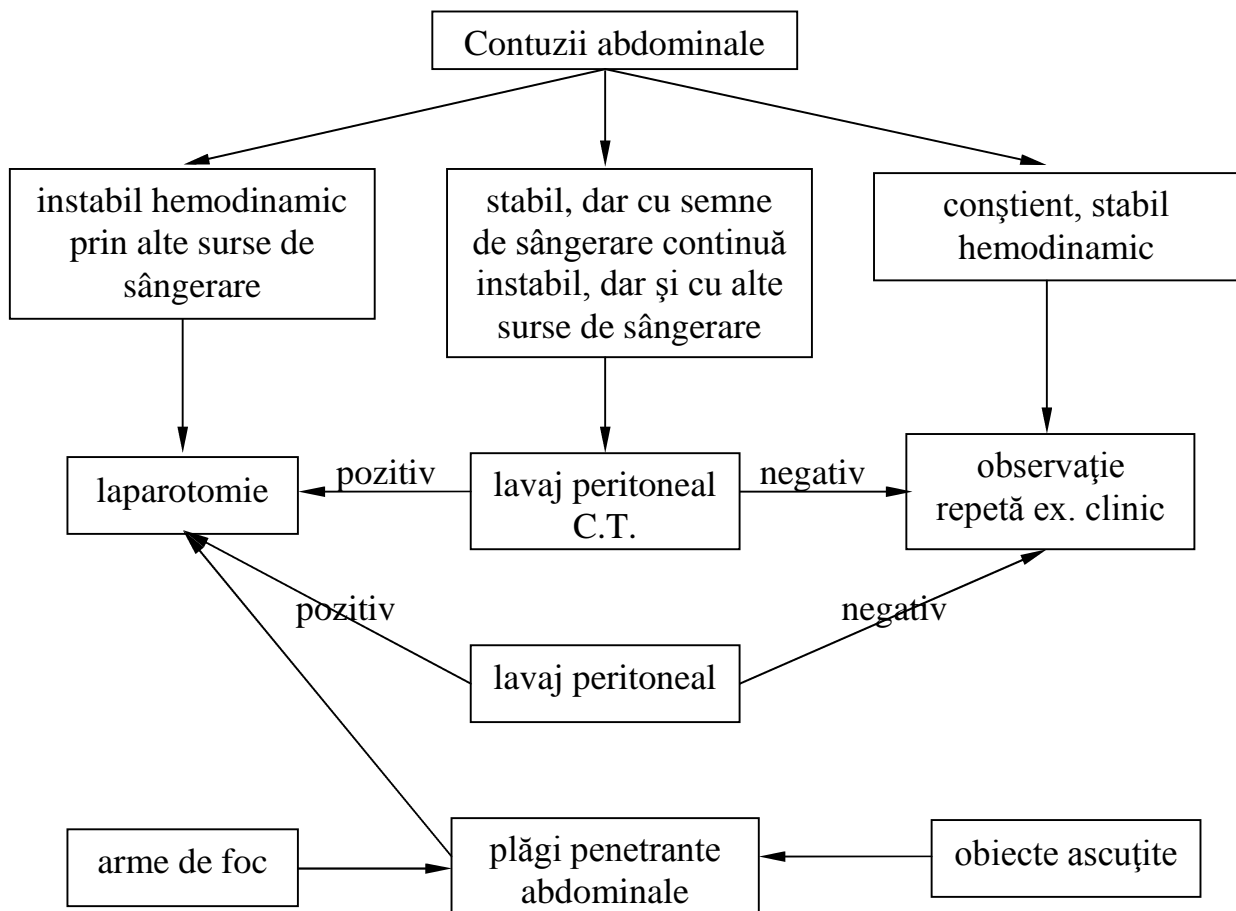 Contuzii abdominale
instabil hemodinamic
prin alte surse de
sângerare
stabil, dar cu semne
de sângerare continuă
instabil, dar şi cu alte
surse de sângerare
conştient, stabil
hemodinamic
laparotomie
pozitiv
lavaj peritoneal
C.T.
negativ
observaţie
repetă ex. clinic
pozitiv
negativ
lavaj peritoneal
arme de foc
plăgi penetrante
abdominale
obiecte ascuţite